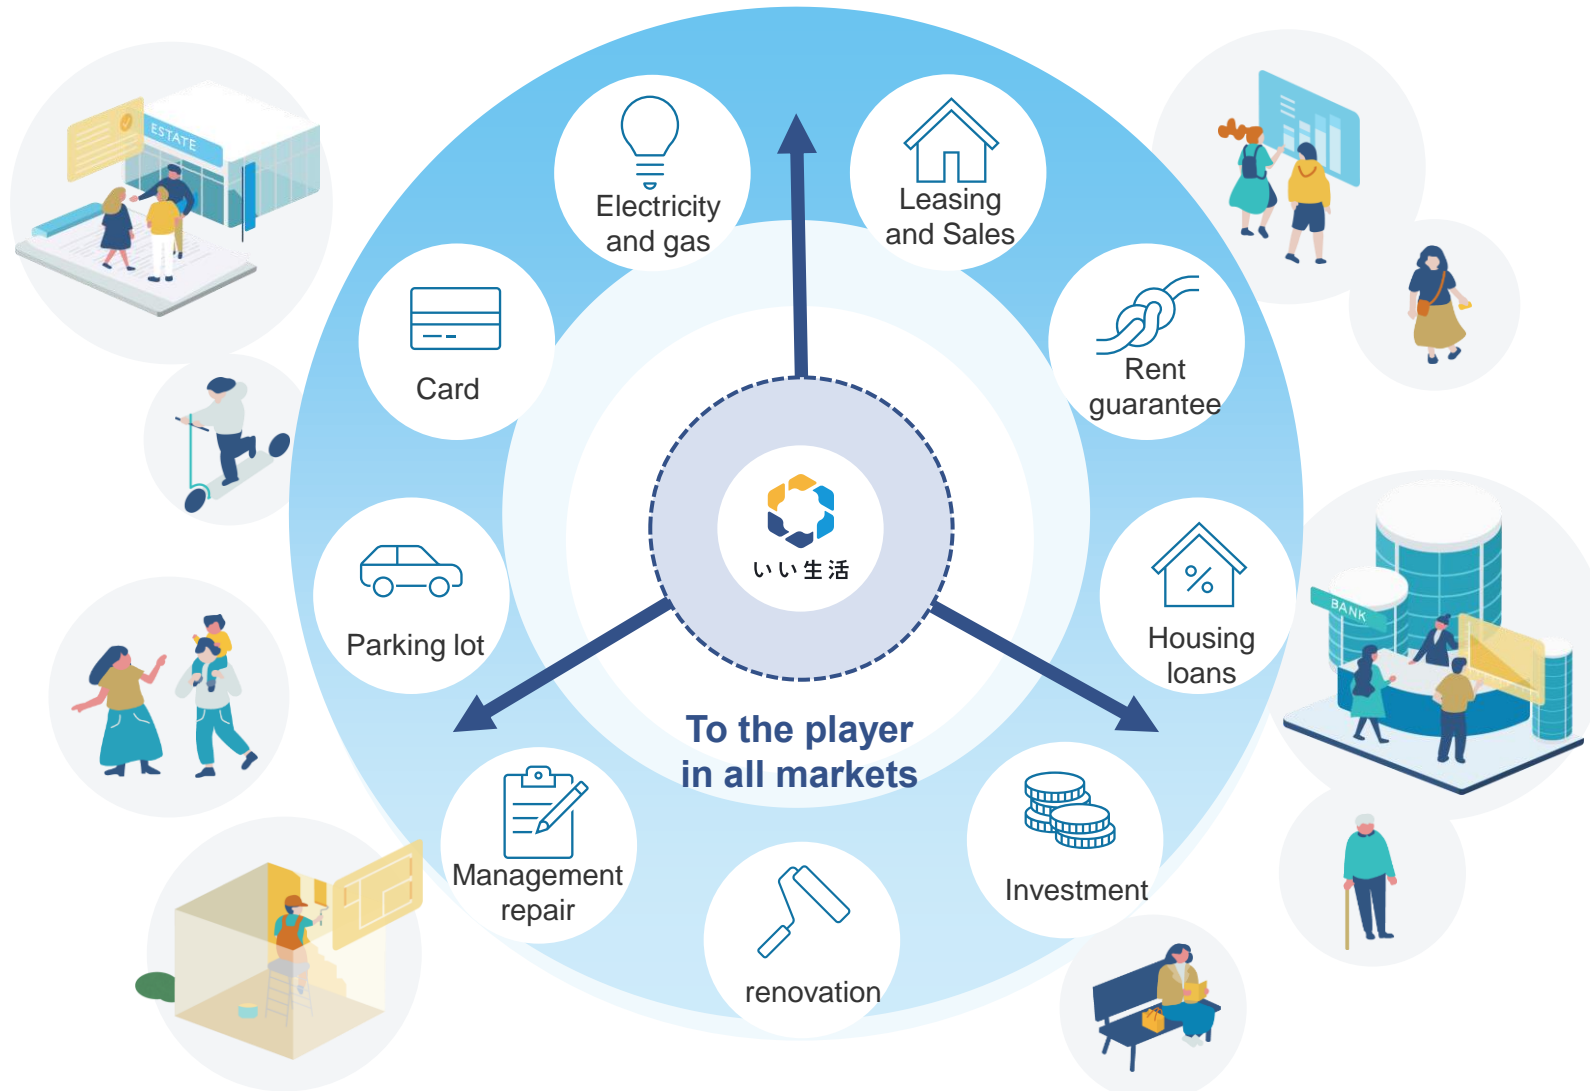 ESTATE
Electricity
and gas
Leasing
and Sales
Card
Rent
guarantee
いい生活
Parking lot
Housing
loans
BANK
To the player
in all markets
Management
repair
Investment
renovation